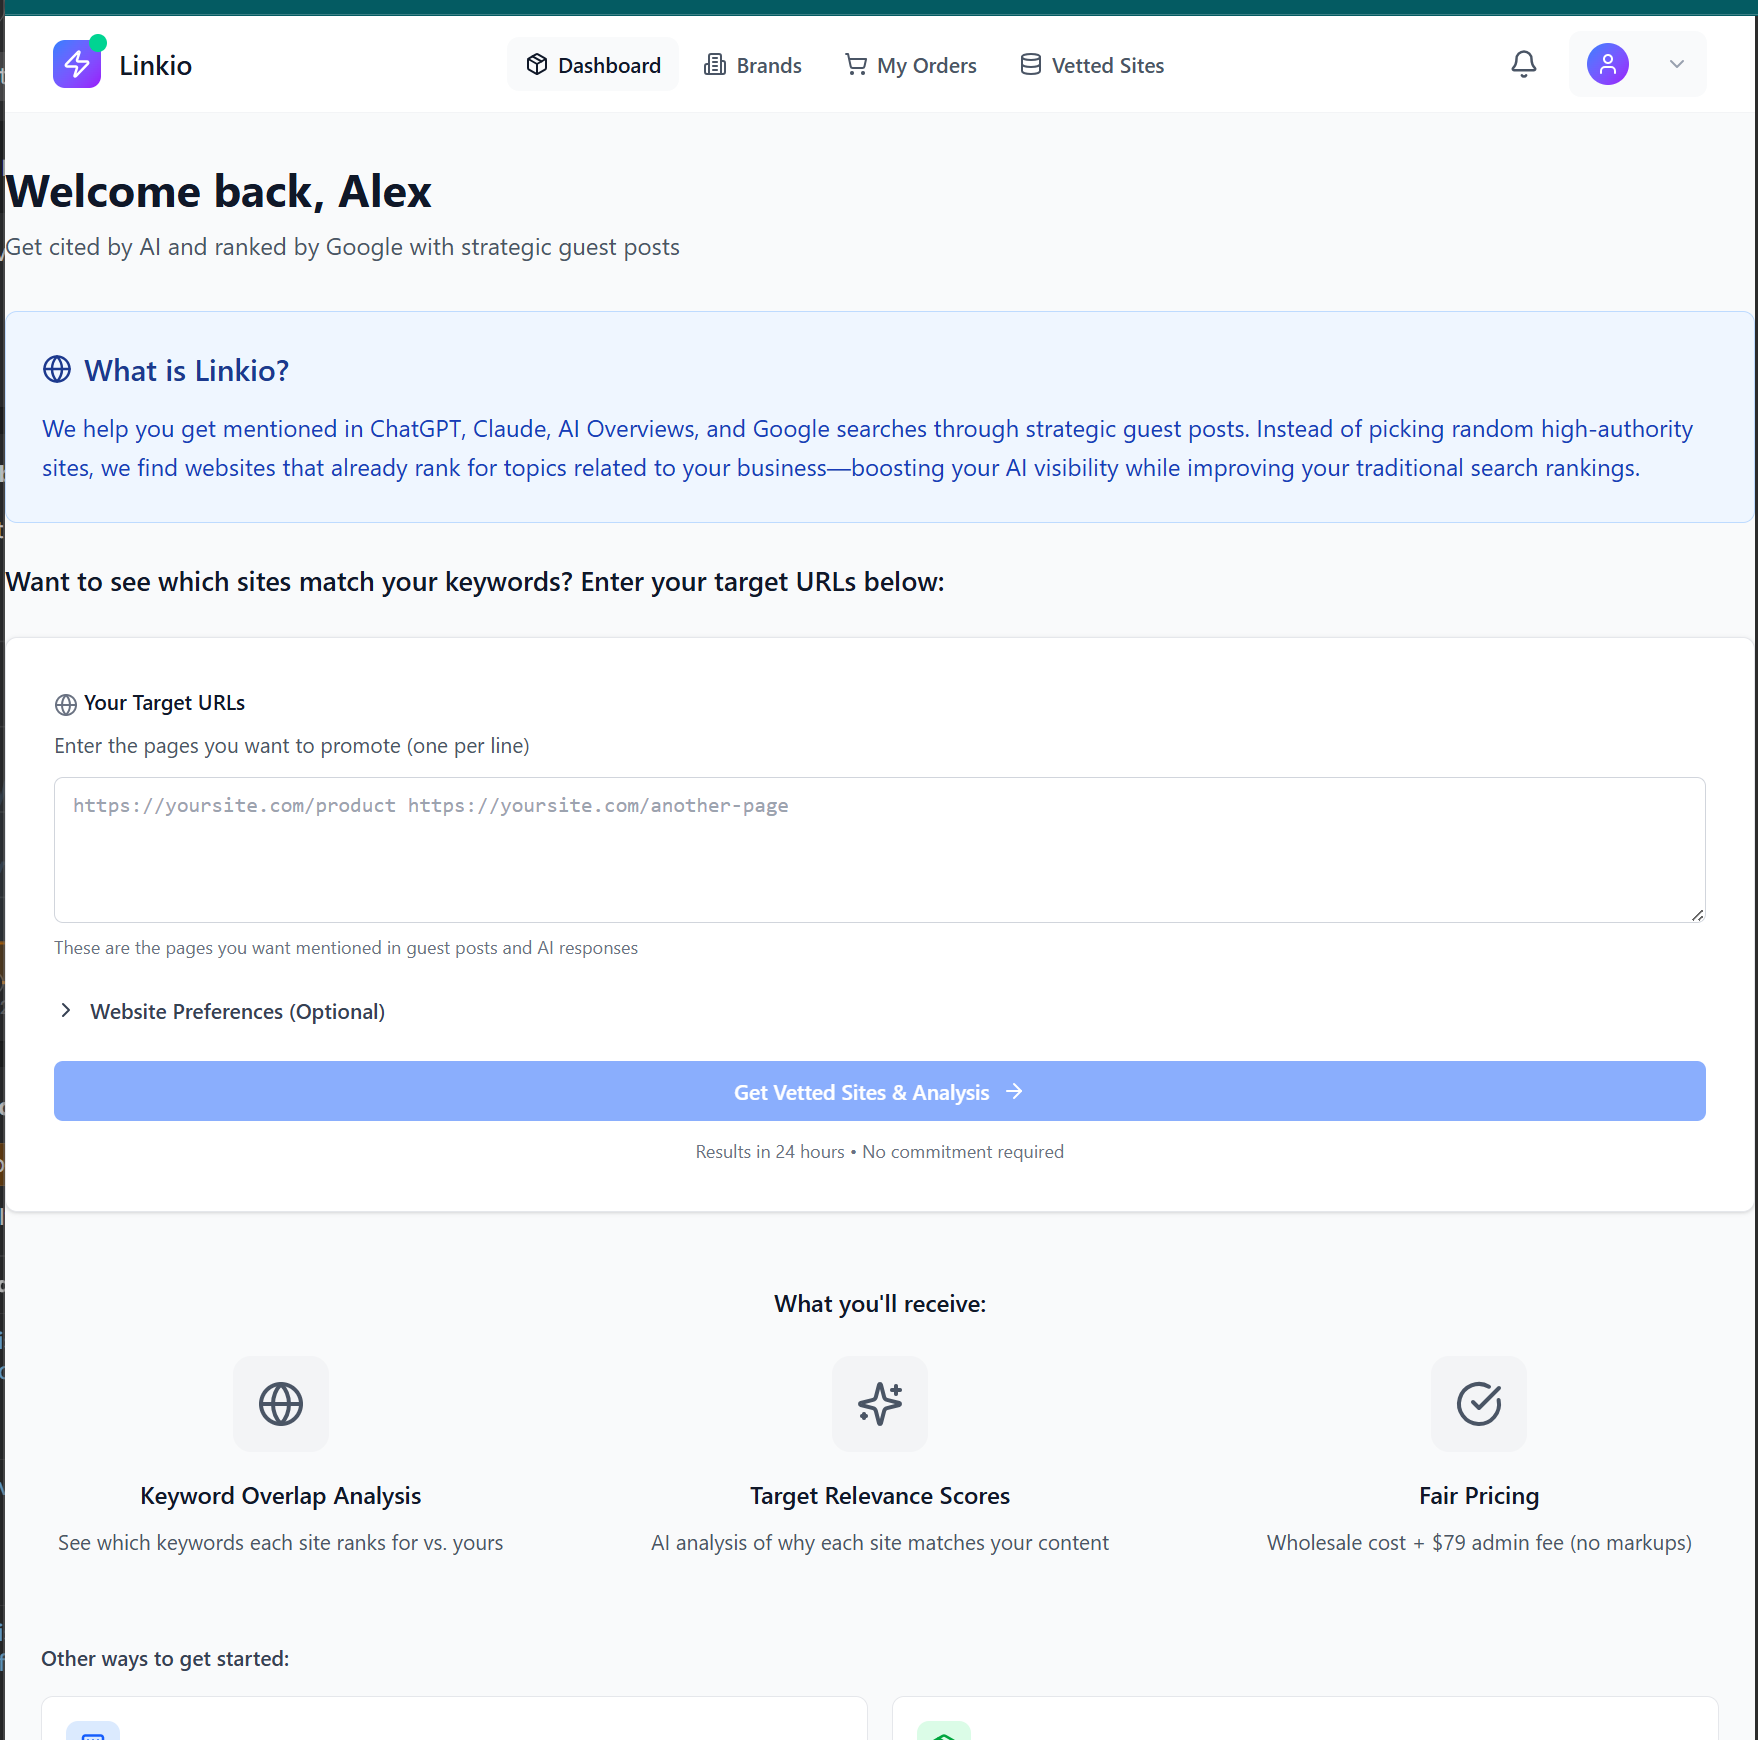 Linkio
Dashboard
Brands
My Orders
Vetted Sites
Welcome back, Alex
Get cited by AI and ranked by Google with strategic guest posts
What is Linkio?
We help you get mentioned in ChatGPT, Claude, AI Overviews, and Google searches through strategic guest posts. Instead of picking random high-authority
sites, we find websites that already rank for topics related to your business—boosting your AI visibility while improving your traditional search rankings.
Want to see which sites match your keywords? Enter your target URLs below:
Your Target URLs
Enter the pages you want to promote (one per line)
https://yoursite.com/product https://yoursite.com/another-page
These are the pages you want mentioned in guest posts and AI responses
Website Preferences (Optional)
Get Vetted Sites & Analysis
Results in 24 hours • No commitment required
What you'll receive:
Keyword Overlap Analysis
See which keywords each site ranks for vs. yours
Target Relevance Scores
AI analysis of why each site matches your content
Fair Pricing
Wholesale cost + $79 admin fee (no markups)
Other ways to get started: